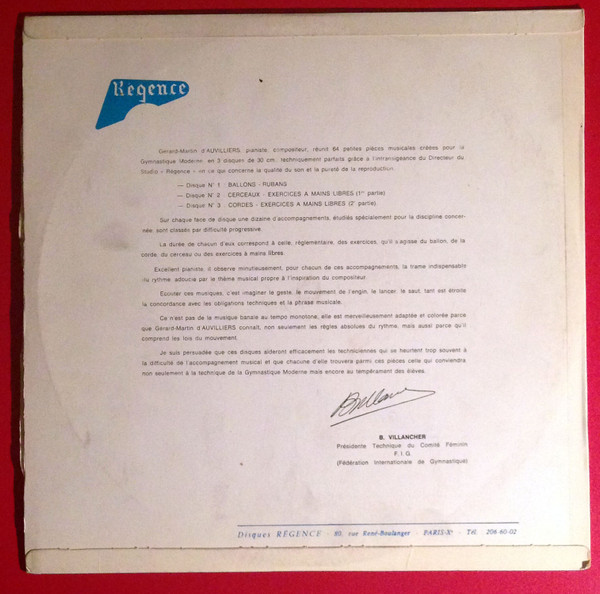 Régence
Gérard-Martin d'AUVILLIERS, pianiste, compositeur, réunit 64 petites pièces musicales créées pour la
Gymnastique Moderne, en 3 disques de 30 cm, techniquement parfaits grâce à l'intransigeance du Directeur du
Studio « Régence » en ce qui concerne la qualité du son et la pureté de la reproduction.
— Disque N° 1 : BALLONS - RUBANS
— Disque N° 2 : CERCEAUX - EXERCICES A MAINS LIBRES (1re partie)
— Disque N° 3 : CORDES - EXERCICES A MAINS LIBRES (2e partie)
Sur chaque face de disque une dizaine d'accompagnements, étudiés spécialement pour la discipline concer-
née, sont classés par difficulté progressive.
La durée de chacun d'eux correspond à celle, réglementaire, des exercices, qu'il s'agisse du ballon, de la
corde, du cerceau ou des exercices à mains libres.
Excellent pianiste, il observe minutieusement, pour chacun de ces accompagnements, la trame indispensable
du rythme, adoucie par le thème musical propre à l'inspiration du compositeur.
Ecouter ces musiques, c'est imaginer le geste, le mouvement de l'engin, le lancer, le saut, tant est étroite
la concordance avec les obligations techniques et la phrase musicale.
Ce n'est pas de la musique banale au tempo monotone, elle est merveilleusement adaptée et colorée parce
que Gérard-Martin d'AUVILLIERS connaît, non seulement les règles absolues du rythme, mais aussi parce qu'il
comprend les lois du mouvement.
Je suis persuadée que ces disques aideront efficacement les techniciennes qui se heurtent trop souvent à
la difficulté de l'accompagnement musical et que chacune d'elle trouvera parmi ces pièces celle qui conviendra
non seulement à la technique de la Gymnastique Moderne mais encore au tempérament des élèves.
B. VILLANCHER
Présidente Technique du Comité Féminin
F.I.G.
(Fédération Internationale de Gymnastique)
Disques RÉGENCE - 80, rue René-Boulanger - PARIS-Xe - Tél. 206 60-02